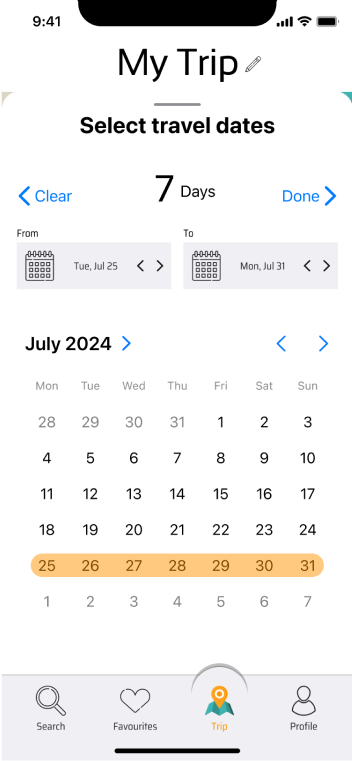 9:41
My Trip
Select travel dates
Clear
7 Days
Done
From
To
Tue, Jul 25
Mon, Jul 31
July 2024
Mon Tue Wed Thu Fri Sat Sun
28 29 30 31 1 2 3
4 5 6 7 8 9 10
11 12 13 14 15 16 17
18 19 20 21 22 23 24
25 26 27 28 29 30 31
1 2 3 4 5 6 7
Search Favourites Trip Profile